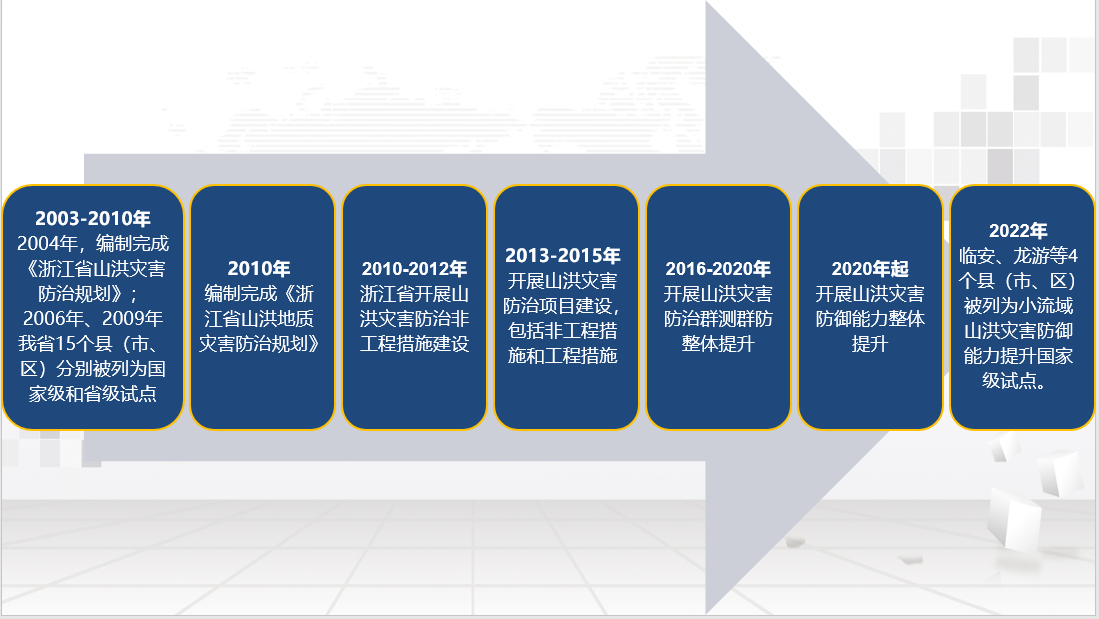 2003-2010年
2004年，编制完成
《浙江省山洪灾害
防治规划》；
2006年、2009年
我省15个县（市、
区）分别被列为国
家级和省级试点
2010年
编制完成《浙
江省山洪地质
灾害防治规划》
2010-2012年
浙江省开展山
洪灾害防治非
工程措施建设
2013-2015年
开展山洪灾害
防治项目建设，
包括非工程措
施和工程措施
2016-2020年
开展山洪灾害
防治群测群防
整体提升
2020年起
开展山洪灾害
防御能力整体
提升
2022年
临安、龙游等4
个县（市、区）
被列为小流域
山洪灾害防御
能力提升国家
级试点。